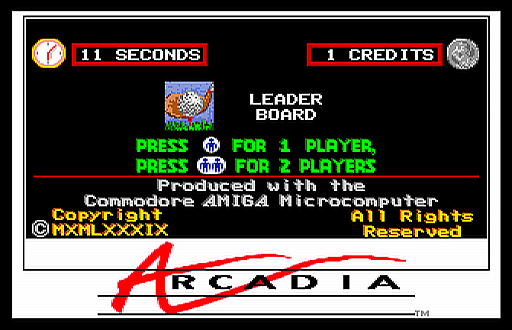 11 SECONDS
1 CREDITS
LEADER
BOARD
PRESS FOR 1 PLAYER,
PRESS FOR 2 PLAYERS
Produced with the
Commodore AMIGA Microcomputer
Copyright
©MXMLXXXIX
All Rights
Reserved
ARCADIA
TM